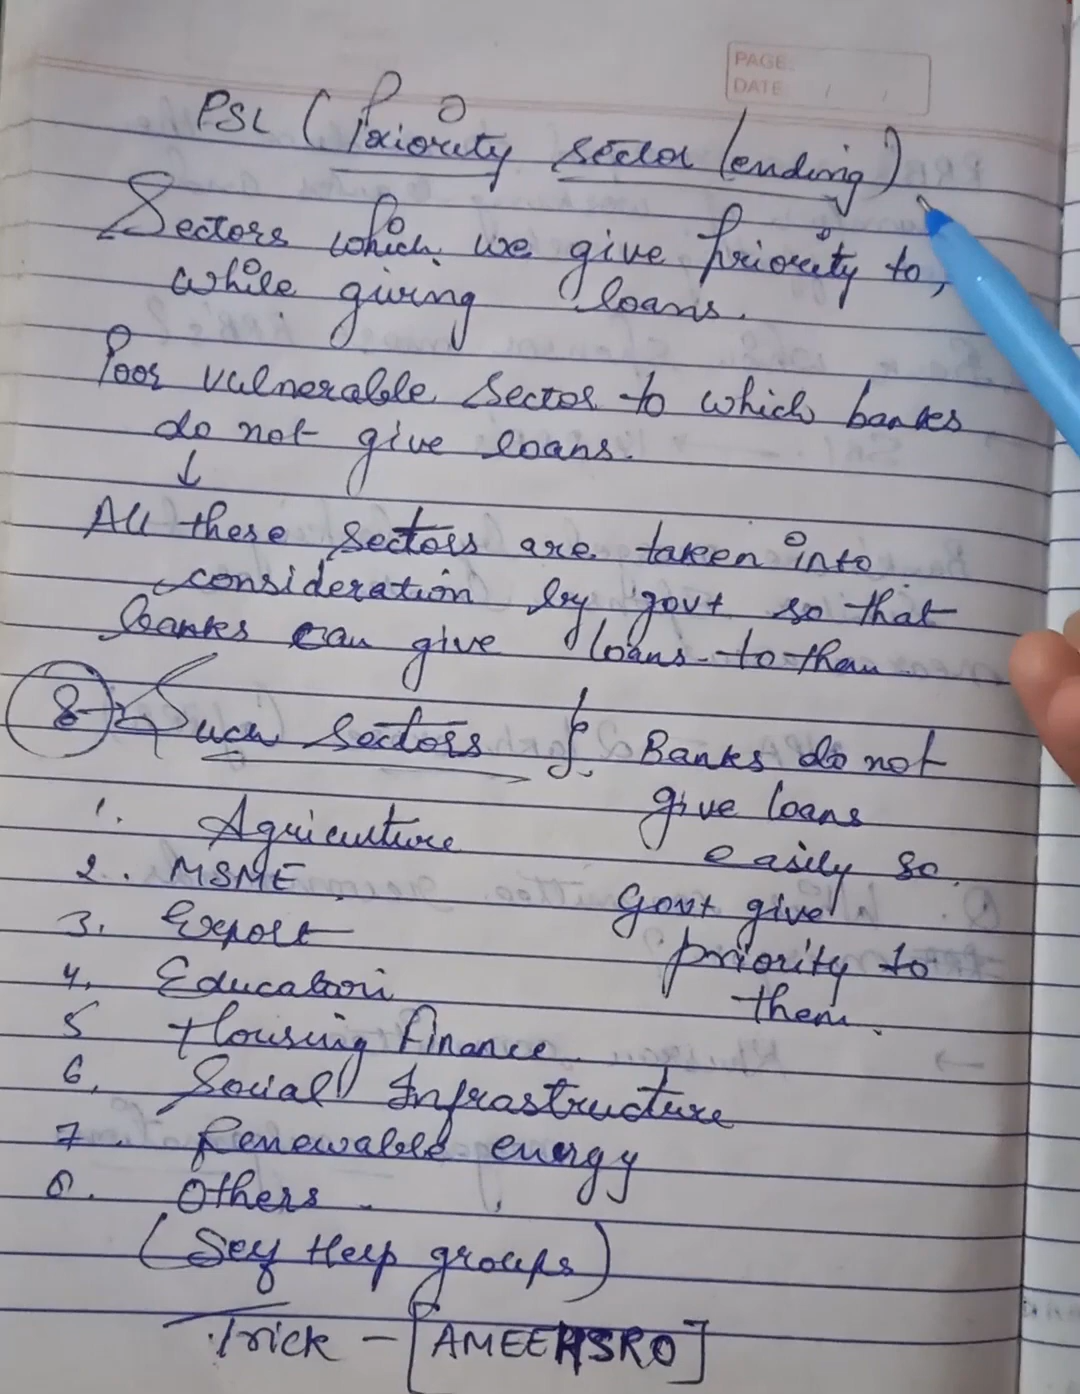 PAGE:
DATE: / /
PSL (Priority sector lending)
Sectors which we give priority to,
while giving loans.
Poor vulnerable sector to which banks
do not give loans.
↓
All these sectors are taken into
consideration by govt so that
banks can give loans to them.
8 → Such sectors
1. Agriculture
2. MSME
3. Export
4. Education
5 Housing finance
6. Social Infrastructure
7. Renewable energy
8. Others.
(Self Help groups)
Banks do not
give loans
easily so
Govt give
priority to
them.
Trick - [AMEEHSRO]